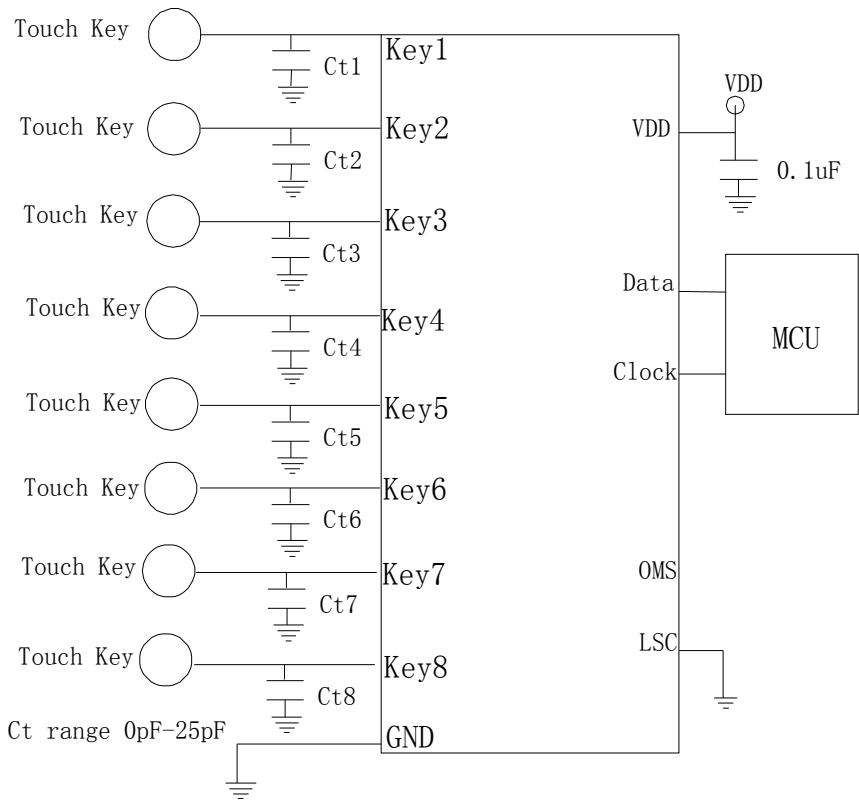 Touch Key
Ct1
Key1
Touch Key
Ct2
Key2
Touch Key
Ct3
Key3
Touch Key
Ct4
Key4
Touch Key
Ct5
Key5
Touch Key
Ct6
Key6
Touch Key
Ct7
Key7
Touch Key
Ct8
Key8
Ct range 0pF-25pF
GND
VDD
VDD
0.1uF
Data
MCU
Clock
OMS
LSC